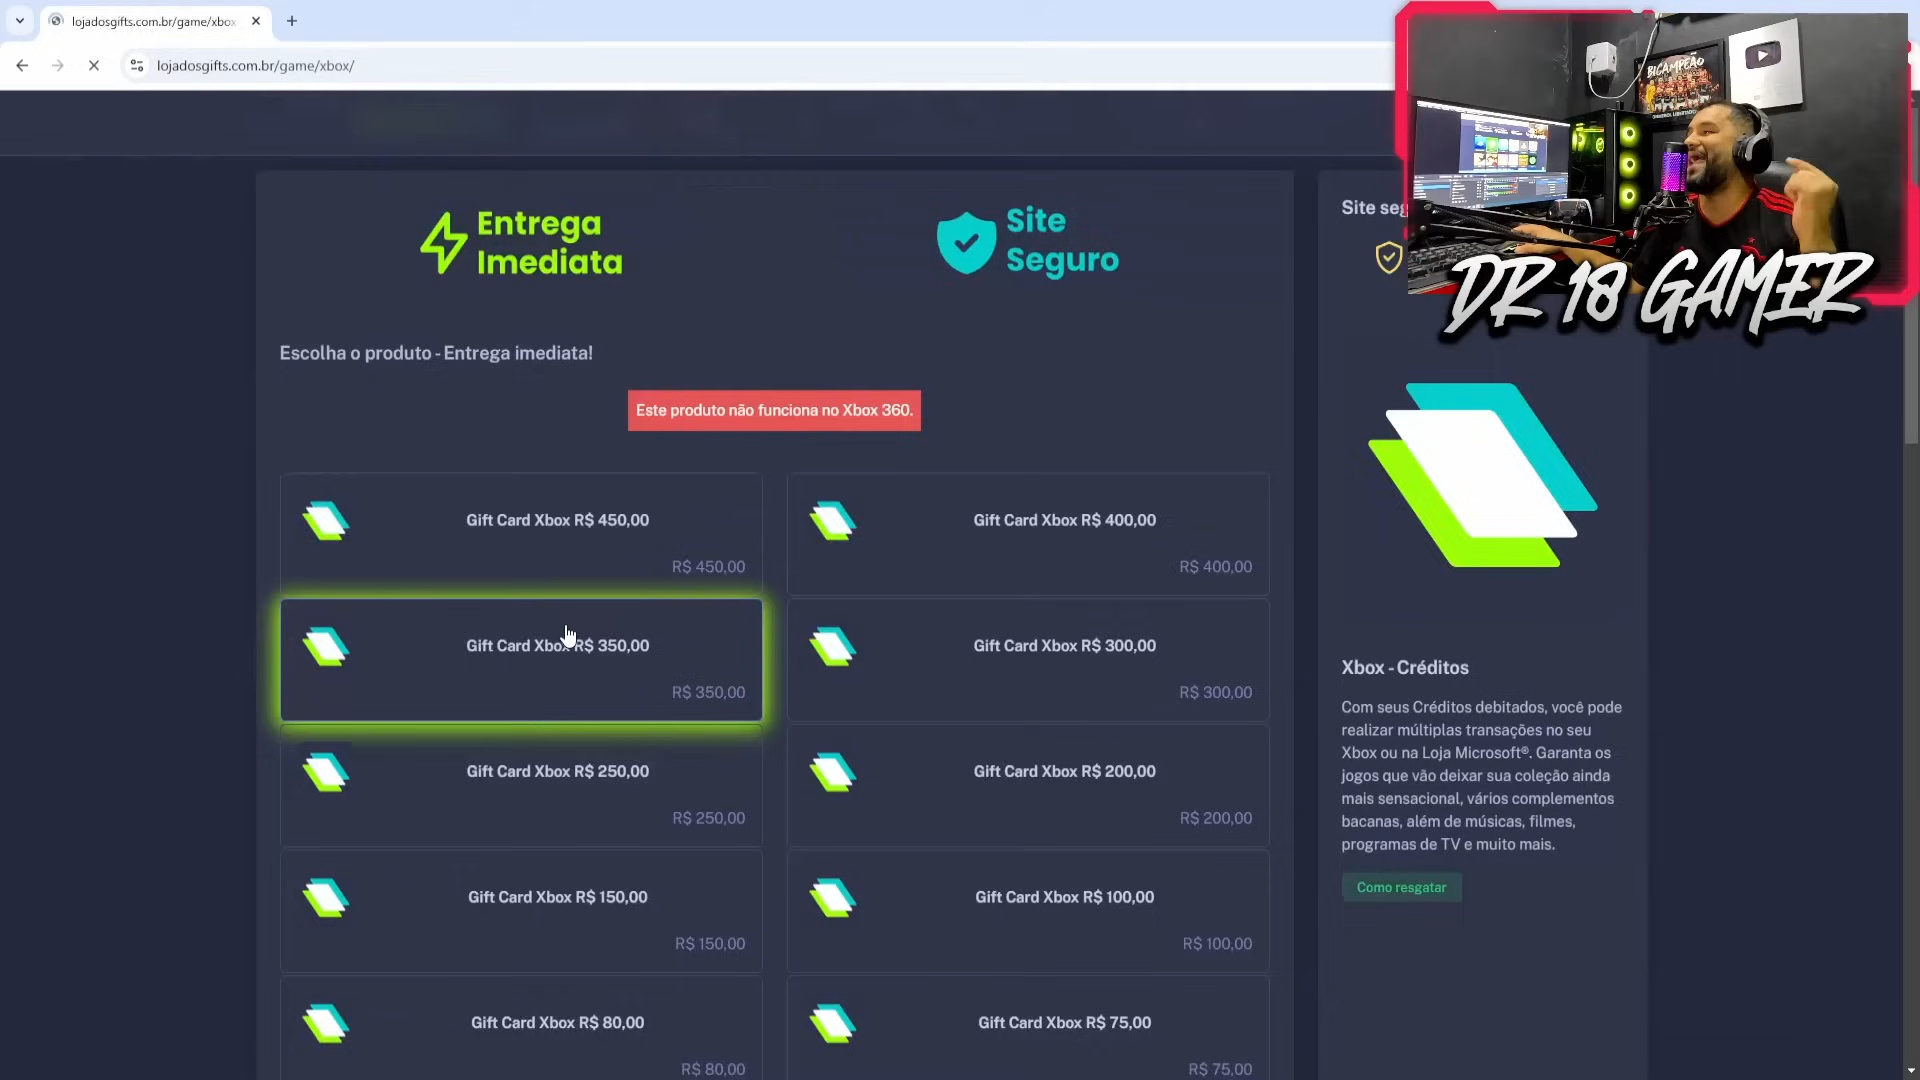 lojadosgifts.com.br/game/xbox
lojadosgifts.com.br/game/xbox/
BICAMPEÃO
DR 18 GAMER
Entrega
Imediata
Site
Seguro
Site seg
Escolha o produto - Entrega imediata!
Este produto não funciona no Xbox 360.
Gift Card Xbox R$ 450,00
R$ 450,00
Gift Card Xbox R$ 400,00
R$ 400,00
Gift Card Xbox R$ 350,00
R$ 350,00
Gift Card Xbox R$ 300,00
R$ 300,00
Gift Card Xbox R$ 250,00
R$ 250,00
Gift Card Xbox R$ 200,00
R$ 200,00
Gift Card Xbox R$ 150,00
R$ 150,00
Gift Card Xbox R$ 100,00
R$ 100,00
Gift Card Xbox R$ 80,00
R$ 80,00
Gift Card Xbox R$ 75,00
R$ 75,00
Xbox - Créditos
Com seus Créditos debitados, você pode
realizar múltiplas transações no seu
Xbox ou na Loja Microsoft®. Garanta os
jogos que vão deixar sua coleção ainda
mais sensacional, vários complementos
bacanas, além de músicas, filmes,
programas de TV e muito mais.
Como resgatar